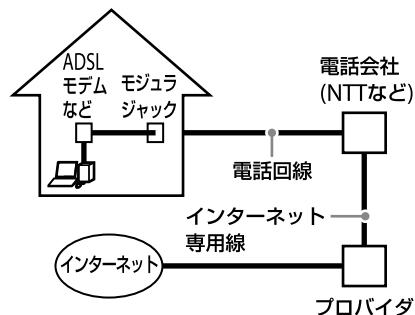 ADSL
モデム
など
モジュラ
ジャック
電話会社
(NTTなど)
電話回線
インターネット
専用線
インターネット
プロバイダ